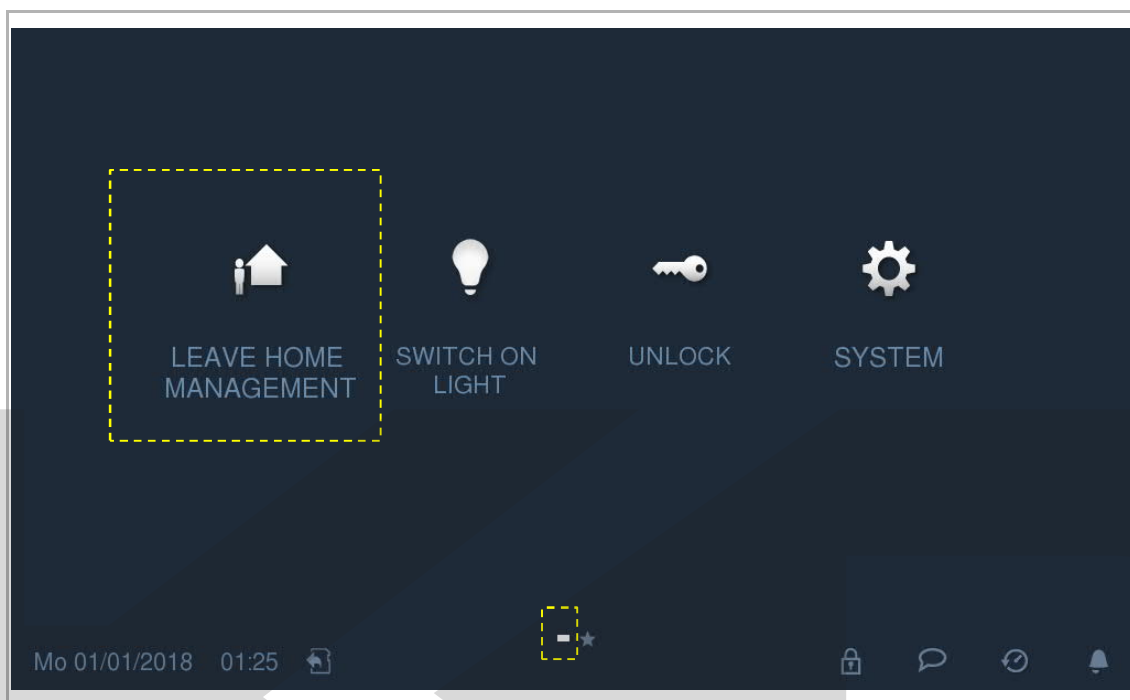 LEAVE HOME
MANAGEMENT
SWITCH ON
LIGHT
UNLOCK
SYSTEM
Mo 01/01/2018 01:25